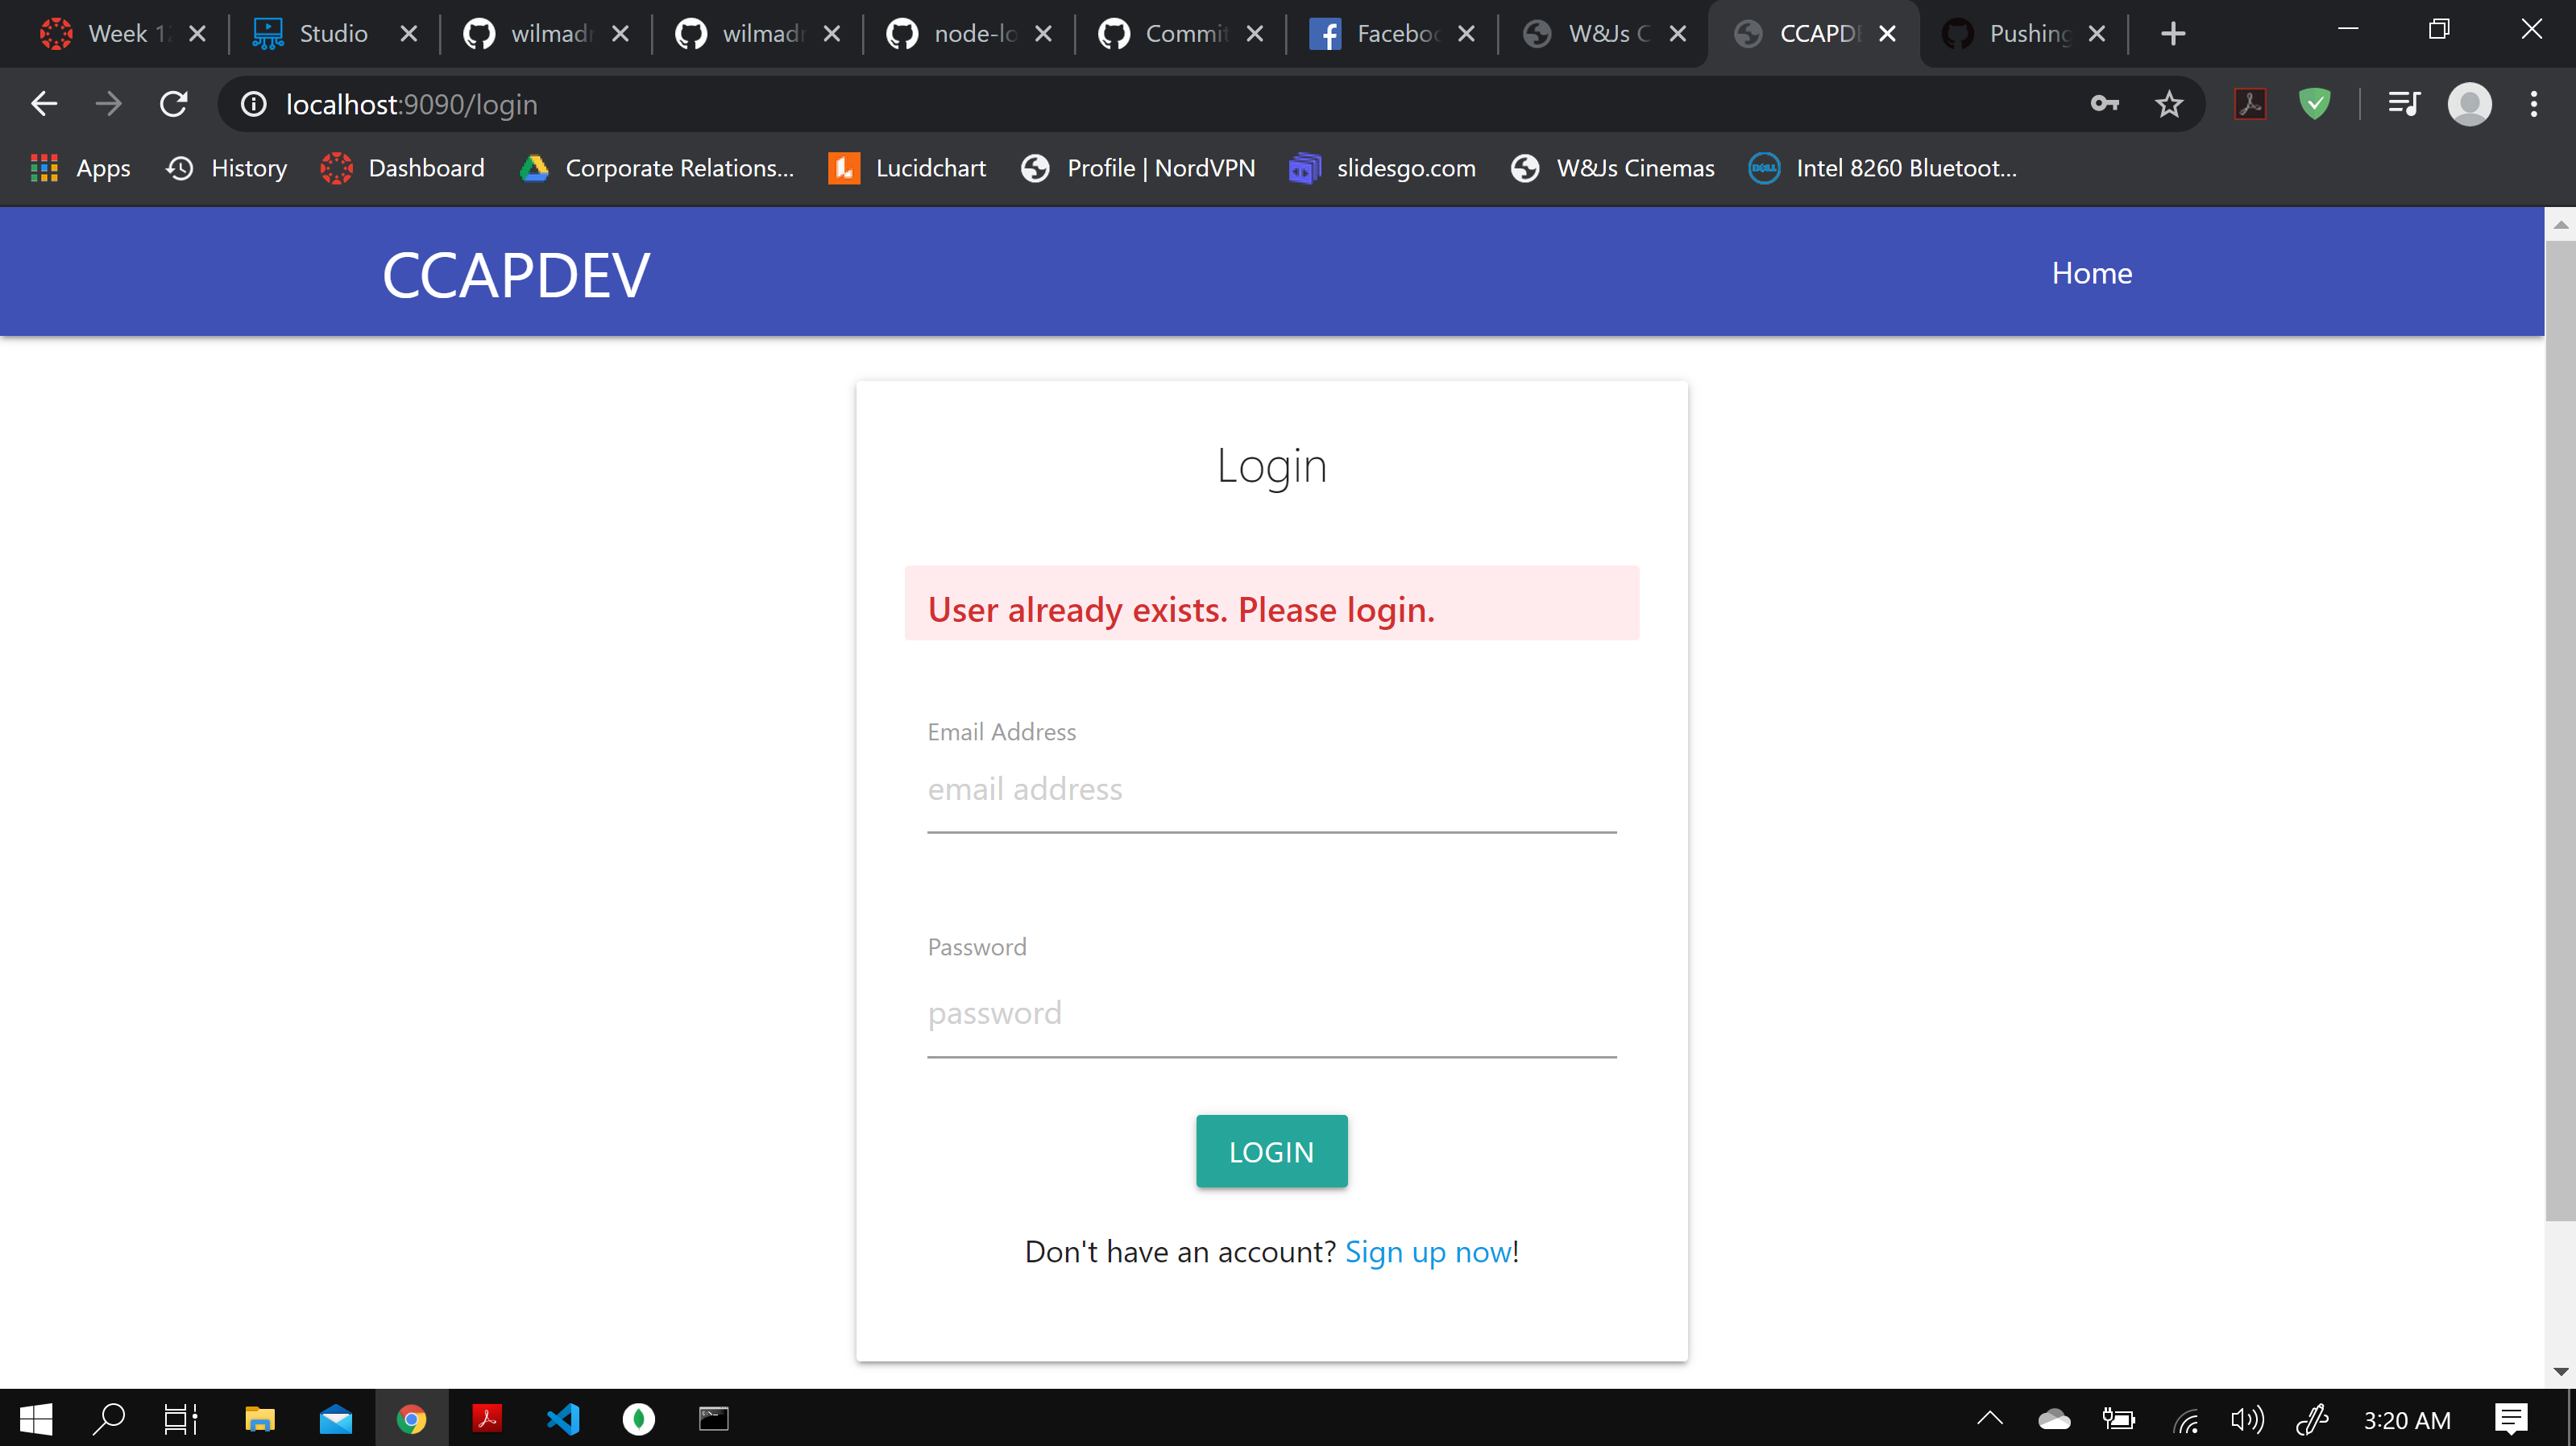 Week 12
Studio
wilmadr
wilmadr
node-lo
Commit
Faceboo
W&Js C
CCAPDE
Pushing
localhost:9090/login
Apps
History
Dashboard
Corporate Relations...
Lucidchart
Profile | NordVPN
slidesgo.com
W&Js Cinemas
Intel 8260 Bluetoot...
CCAPDEV
Home
Login
User already exists. Please login.
Email Address
email address
Password
password
LOGIN
Don't have an account? Sign up now!
3:20 AM